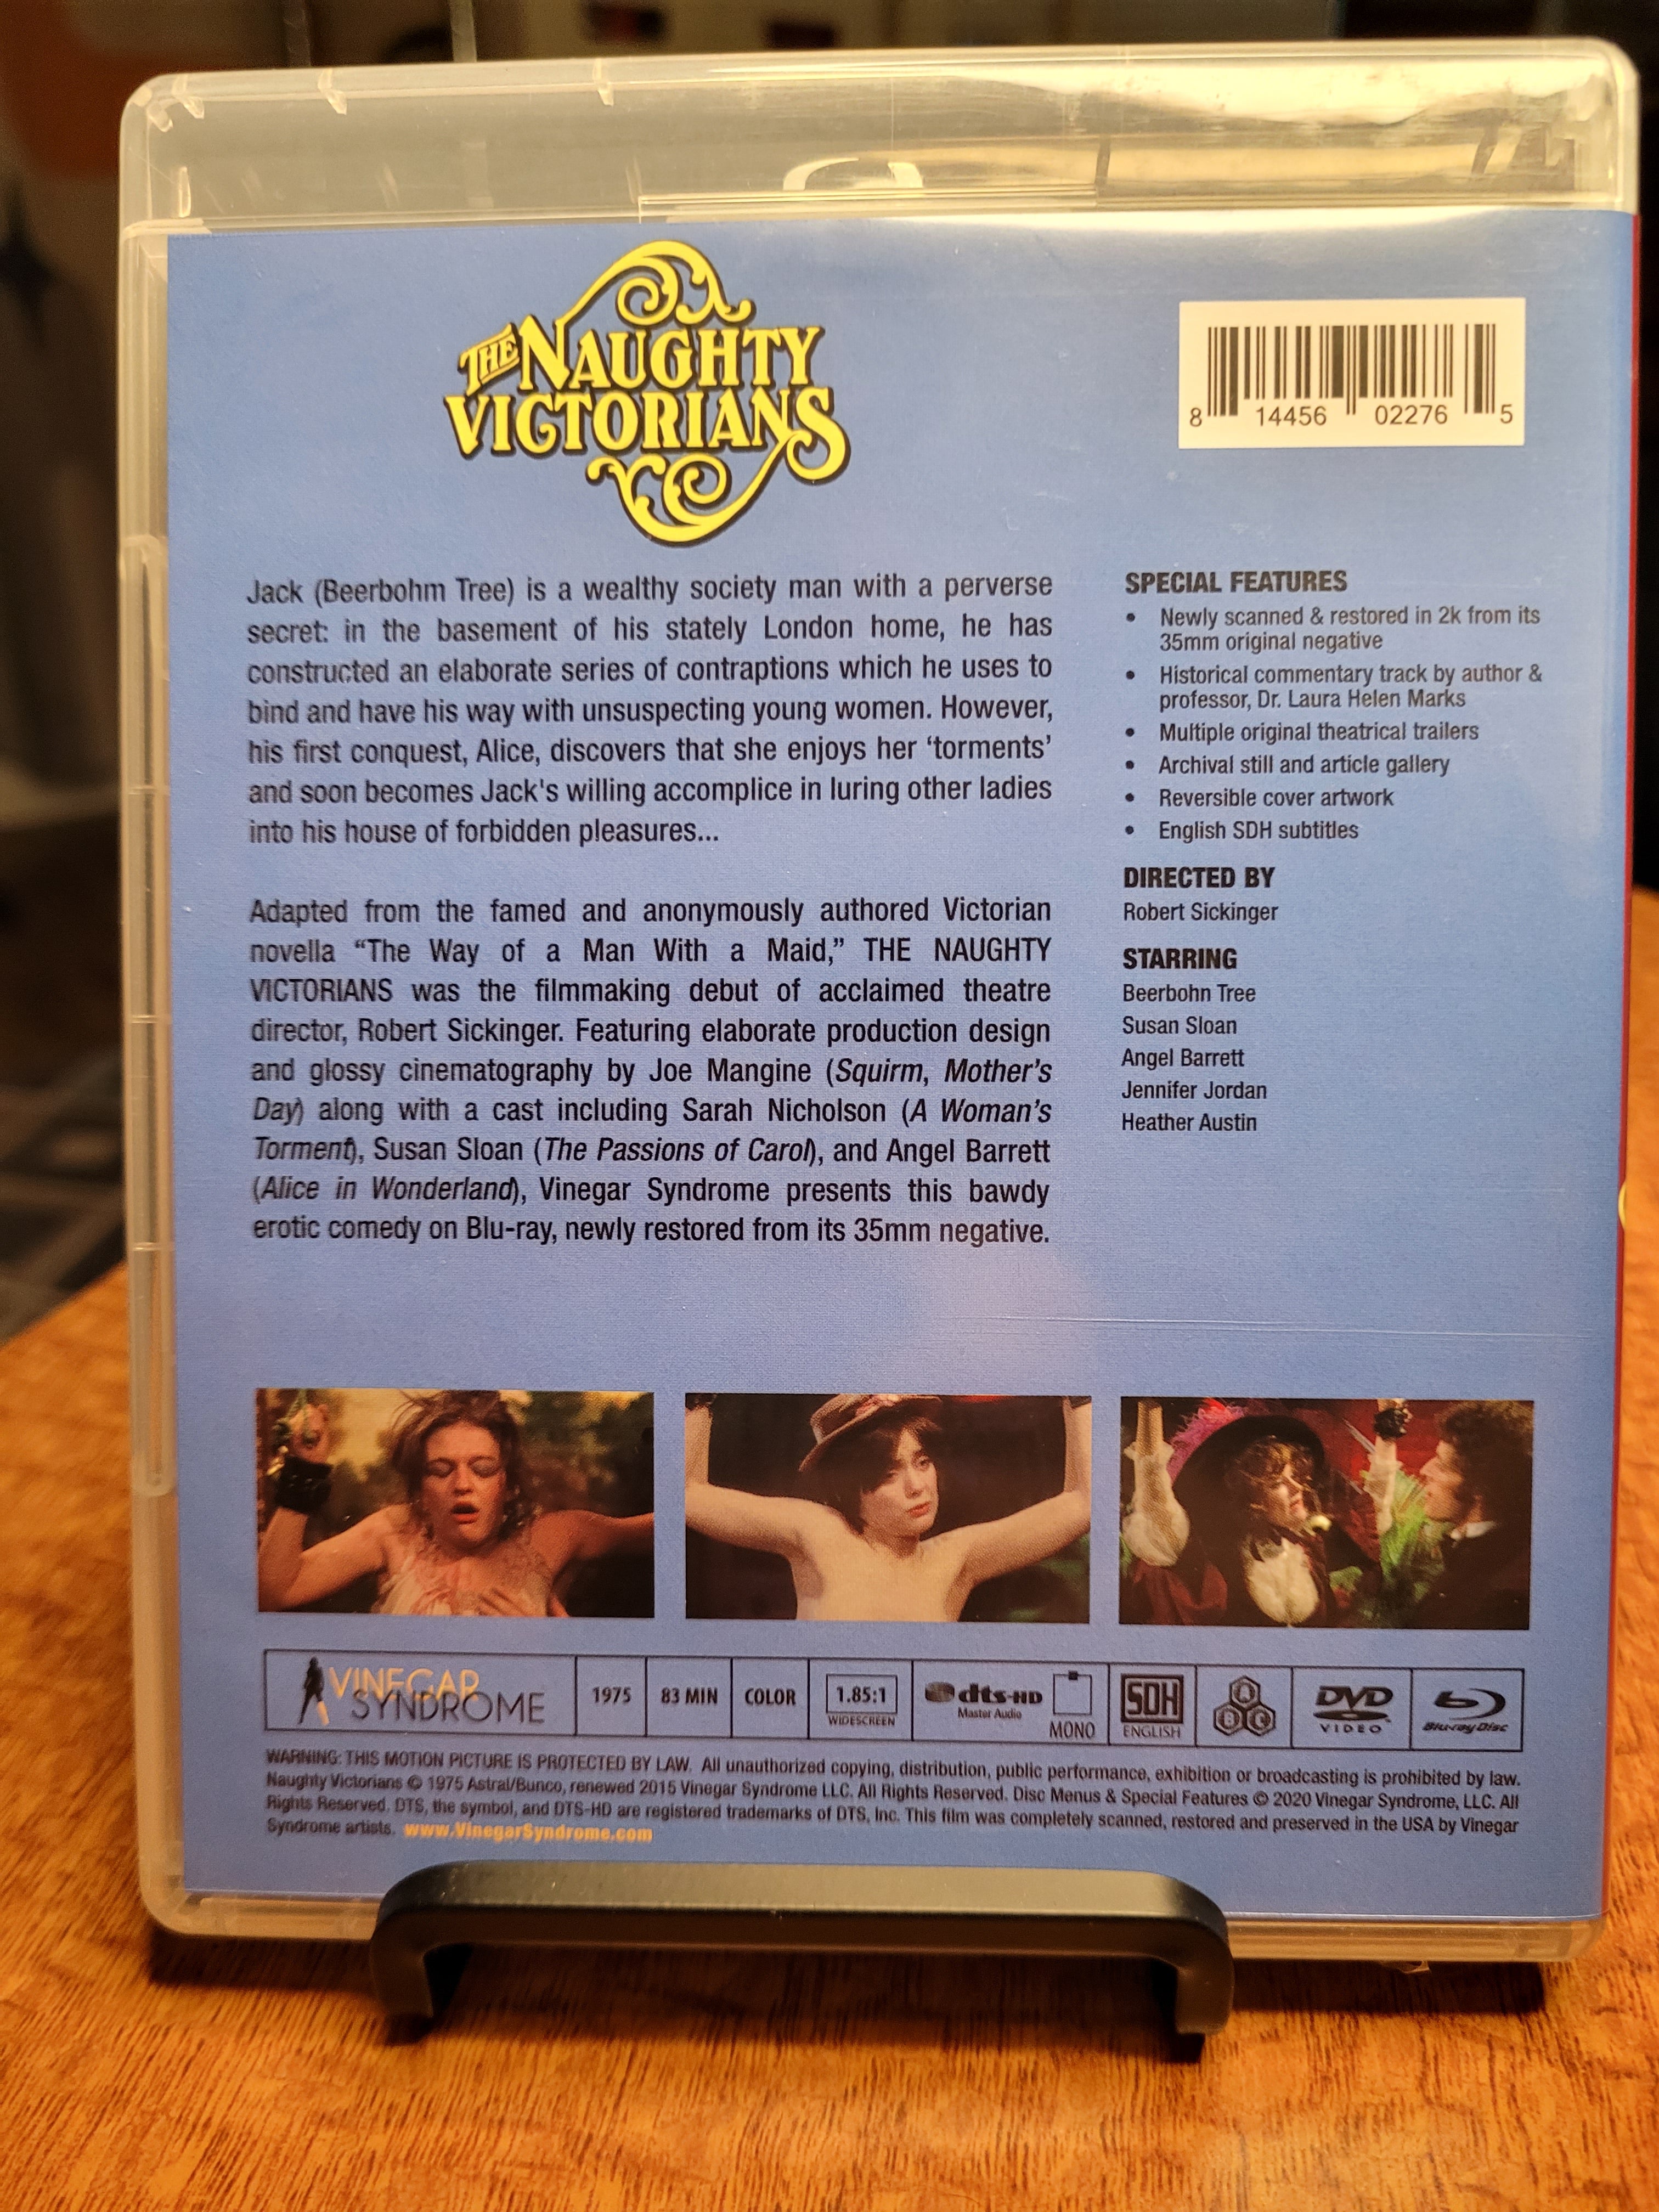 THE NAUGHTY
VICTORIANS
8 14456 02276 5
Jack (Beerbohm Tree) is a wealthy society man with a perverse
secret: in the basement of his stately London home, he has
constructed an elaborate series of contraptions which he uses to
bind and have his way with unsuspecting young women. However,
his first conquest, Alice, discovers that she enjoys her ‘torments’
and soon becomes Jack's willing accomplice in luring other ladies
into his house of forbidden pleasures...
Adapted from the famed and anonymously authored Victorian
novella “The Way of a Man With a Maid,” THE NAUGHTY
VICTORIANS was the filmmaking debut of acclaimed theatre
director, Robert Sickinger. Featuring elaborate production design
and glossy cinematography by Joe Mangine (Squirm, Mother’s
Day) along with a cast including Sarah Nicholson (A Woman’s
Torment), Susan Sloan (The Passions of Carol), and Angel Barrett
(Alice in Wonderland), Vinegar Syndrome presents this bawdy
erotic comedy on Blu-ray, newly restored from its 35mm negative.
SPECIAL FEATURES
• Newly scanned & restored in 2k from its
35mm original negative
• Historical commentary track by author &
professor, Dr. Laura Helen Marks
• Multiple original theatrical trailers
• Archival still and article gallery
• Reversible cover artwork
• English SDH subtitles
DIRECTED BY
Robert Sickinger
STARRING
Beerbohn Tree
Susan Sloan
Angel Barrett
Jennifer Jordan
Heather Austin
VINEGAR
SYNDROME
1975
83 MIN
COLOR
1.85:1
WIDESCREEN
dts-HD
Master Audio
MONO
SDH
ENGLISH
A B C
DVD
VIDEO
Blu-ray Disc
WARNING: THIS MOTION PICTURE IS PROTECTED BY LAW. All unauthorized copying, distribution, public performance, exhibition or broadcasting is prohibited by law.
Naughty Victorians © 1975 Astral/Bunco, renewed 2015 Vinegar Syndrome LLC. All Rights Reserved. Disc Menus & Special Features © 2020 Vinegar Syndrome, LLC. All
Rights Reserved. DTS, the symbol, and DTS-HD are registered trademarks of DTS, Inc. This film was completely scanned, restored and preserved in the USA by Vinegar
Syndrome artists. www.VinegarSyndrome.com